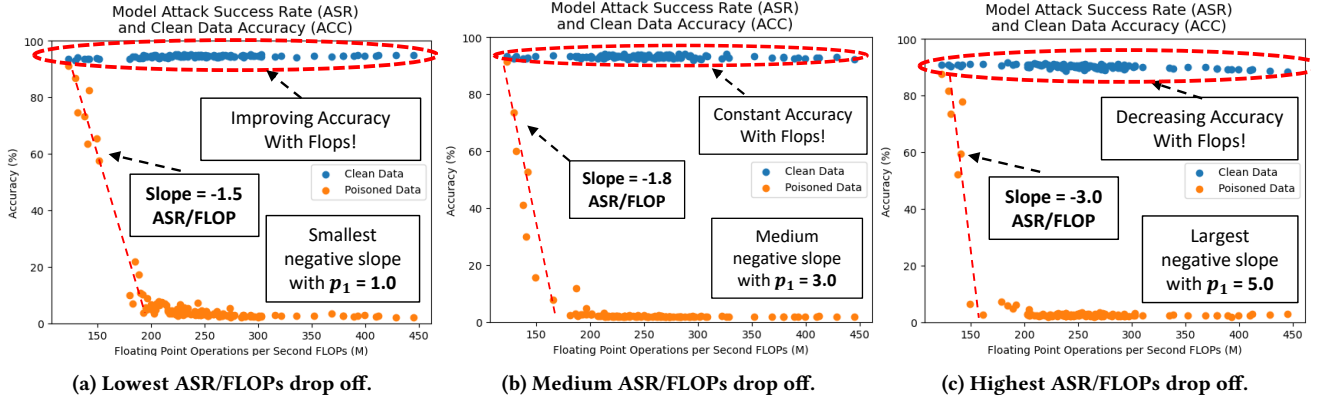 Model Attack Success Rate (ASR)
and Clean Data Accuracy (ACC)
100
80
60
40
20
0
Accuracy (%)
Improving Accuracy
With Flops!
Clean Data
Poisoned Data
Slope = -1.5
ASR/FLOP
Smallest
negative slope
with p1 = 1.0
150
200
250
300
350
400
450
Floating Point Operations per Second FLOPs (M)
(a) Lowest ASR/FLOPs drop off.
Model Attack Success Rate (ASR)
and Clean Data Accuracy (ACC)
100
80
60
40
20
0
Accuracy (%)
Constant Accuracy
With Flops!
Clean Data
Poisoned Data
Slope = -1.8
ASR/FLOP
Medium
negative slope
with p1 = 3.0
150
200
250
300
350
400
450
Floating Point Operations per Second FLOPs (M)
(b) Medium ASR/FLOPs drop off.
Model Attack Success Rate (ASR)
and Clean Data Accuracy (ACC)
100
80
60
40
20
0
Accuracy (%)
Decreasing Accuracy
With Flops!
Clean Data
Poisoned Data
Slope = -3.0
ASR/FLOP
Largest
negative slope
with p1 = 5.0
150
200
250
300
350
400
450
Floating Point Operations per Second FLOPs (M)
(c) Highest ASR/FLOPs drop off.